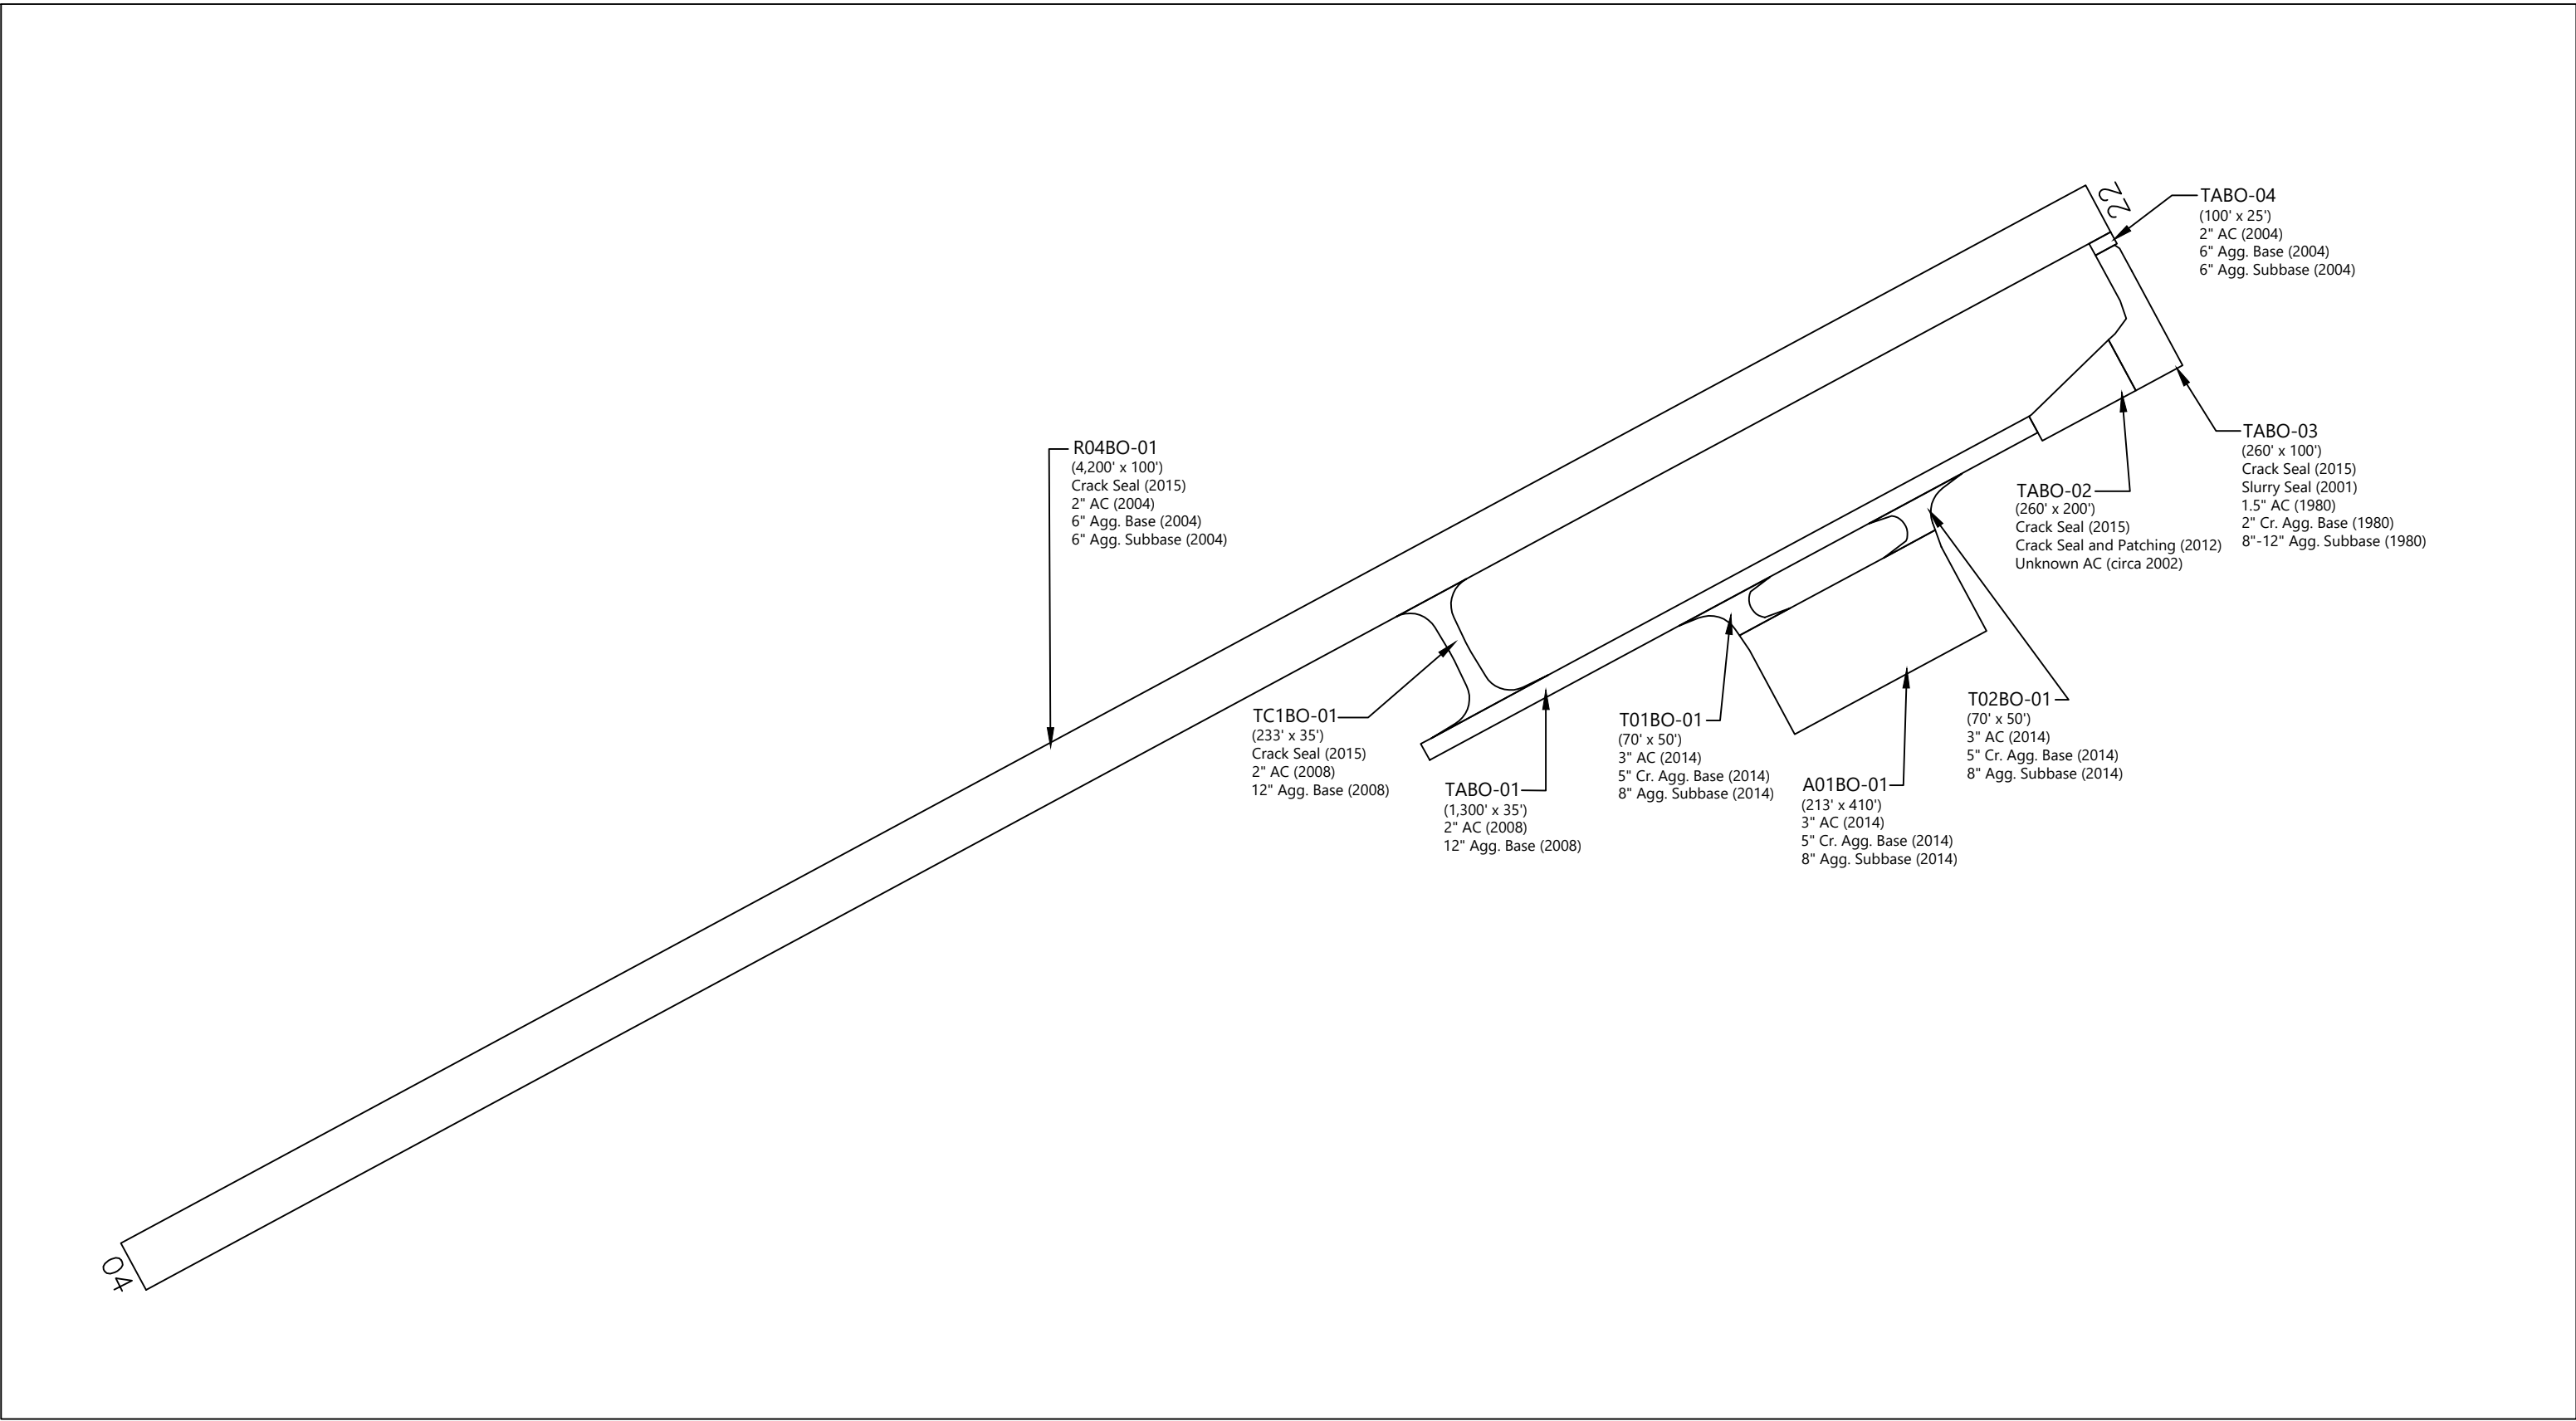 22
TABO-04
(100' x 25')
2" AC (2004)
6" Agg. Base (2004)
6" Agg. Subbase (2004)
R04BO-01
(4,200' x 100')
Crack Seal (2015)
2" AC (2004)
6" Agg. Base (2004)
6" Agg. Subbase (2004)
TABO-03
(260' x 100')
Crack Seal (2015)
Slurry Seal (2001)
1.5" AC (1980)
2" Cr. Agg. Base (1980)
8"-12" Agg. Subbase (1980)
TABO-02
(260' x 200')
Crack Seal (2015)
Crack Seal and Patching (2012)
Unknown AC (circa 2002)
TC1BO-01
(233' x 35')
Crack Seal (2015)
2" AC (2008)
12" Agg. Base (2008)
TABO-01
(1,300' x 35')
2" AC (2008)
12" Agg. Base (2008)
T01BO-01
(70' x 50')
3" AC (2014)
5" Cr. Agg. Base (2014)
8" Agg. Subbase (2014)
A01BO-01
(213' x 410')
3" AC (2014)
5" Cr. Agg. Base (2014)
8" Agg. Subbase (2014)
T02BO-01
(70' x 50')
3" AC (2014)
5" Cr. Agg. Base (2014)
8" Agg. Subbase (2014)
04